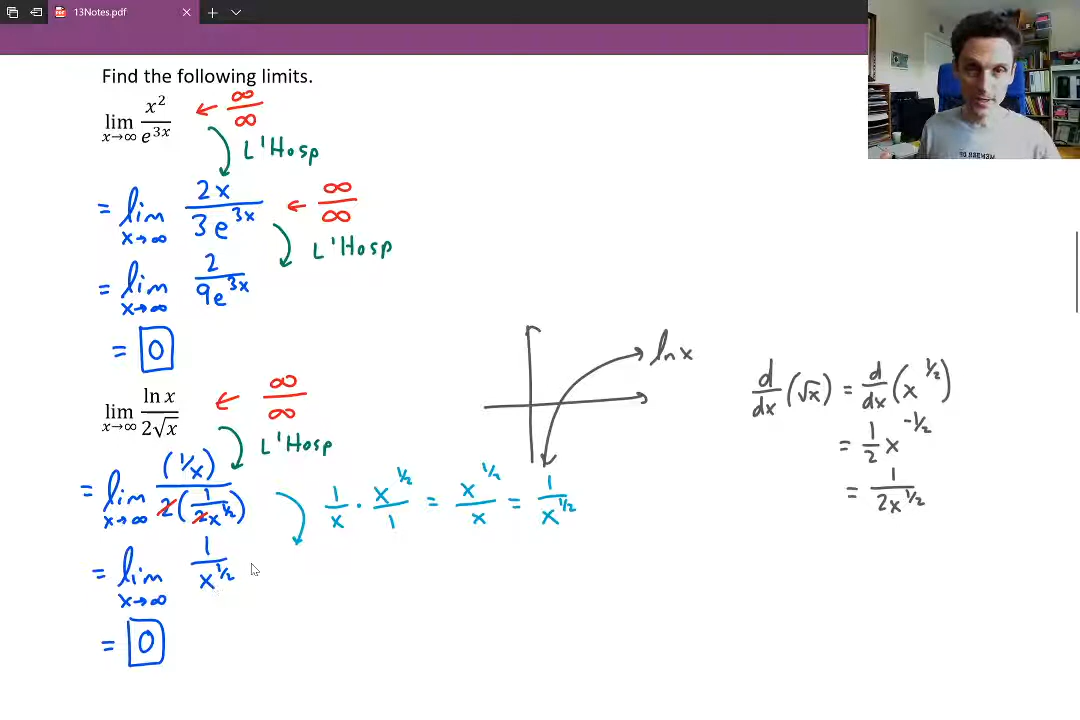 13Notes.pdf
Find the following limits.
lim x→∞ x²/e^{3x} ← ∞/∞
L'Hosp
= lim x→∞ 2x/3e^{3x} ← ∞/∞
L'Hosp
= lim x→∞ 2/9e^{3x}
= 0
lim x→∞ ln x/2√x ← ∞/∞
L'Hosp
= lim x→∞ (1/x)/2(1/2x^{1/2})
1/x · x^{1/2}/1 = x^{1/2}/x = 1/x^{1/2}
= lim x→∞ 1/x^{1/2}
= 0
ln x
d/dx (√x) = d/dx (x^{1/2})
= 1/2 x^{-1/2}
= 1/2x^{1/2}